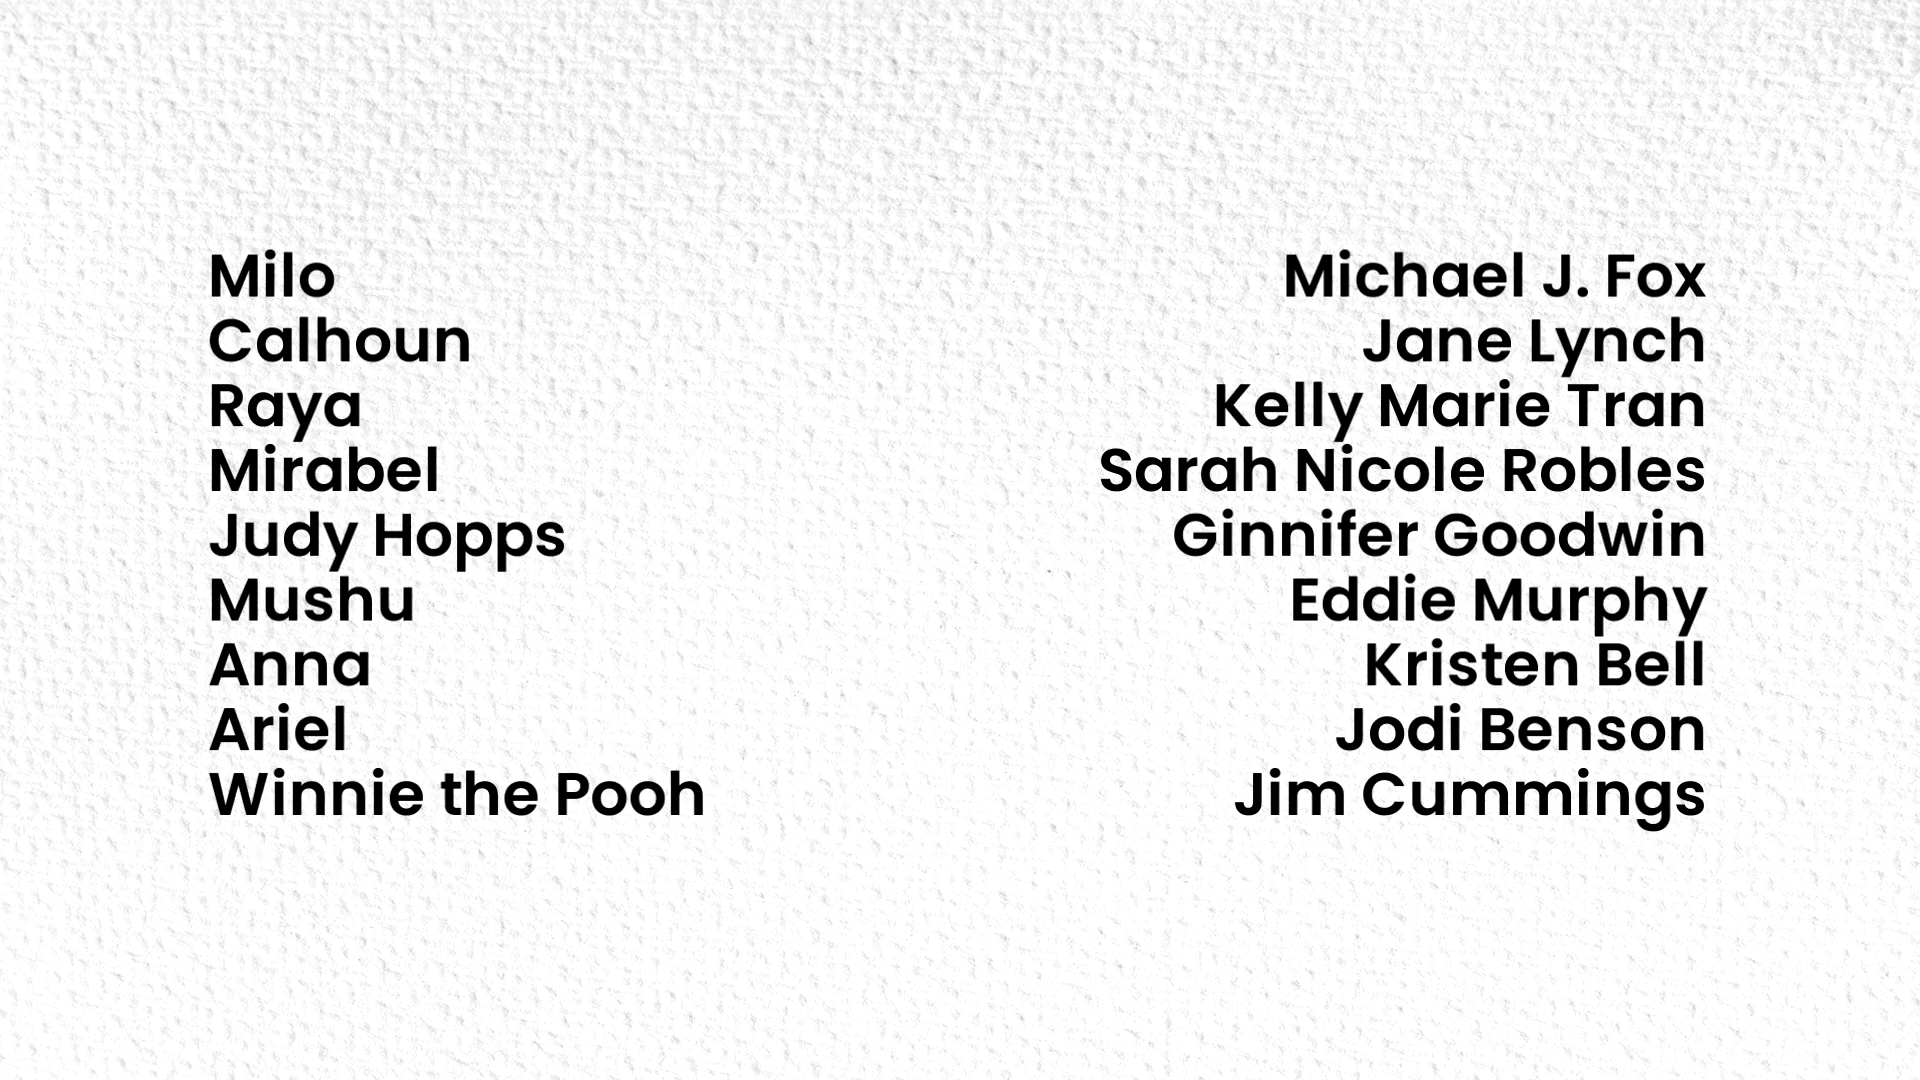 Milo Michael J. Fox
Calhoun Jane Lynch
Raya Kelly Marie Tran
Mirabel Sarah Nicole Robles
Judy Hopps Ginnifer Goodwin
Mushu Eddie Murphy
Anna Kristen Bell
Ariel Jodi Benson
Winnie the Pooh Jim Cummings